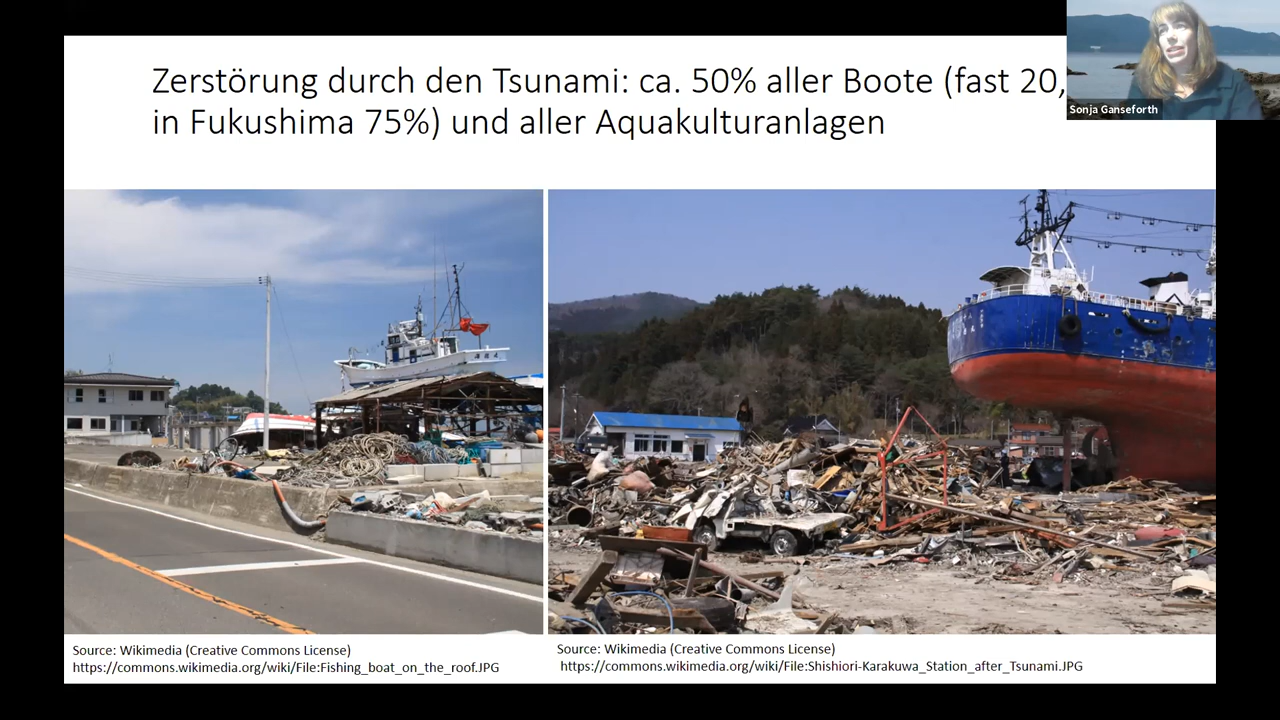 Zerstörung durch den Tsunami: ca. 50% aller Boote (fast 20,
in Fukushima 75%) und aller Aquakulturanlagen
Sonja Ganseforth
Source: Wikimedia (Creative Commons License)
https://commons.wikimedia.org/wiki/File:Fishing_boat_on_the_roof.JPG
Source: Wikimedia (Creative Commons License)
https://commons.wikimedia.org/wiki/File:Shishiori-Karakuwa_Station_after_Tsunami.JPG